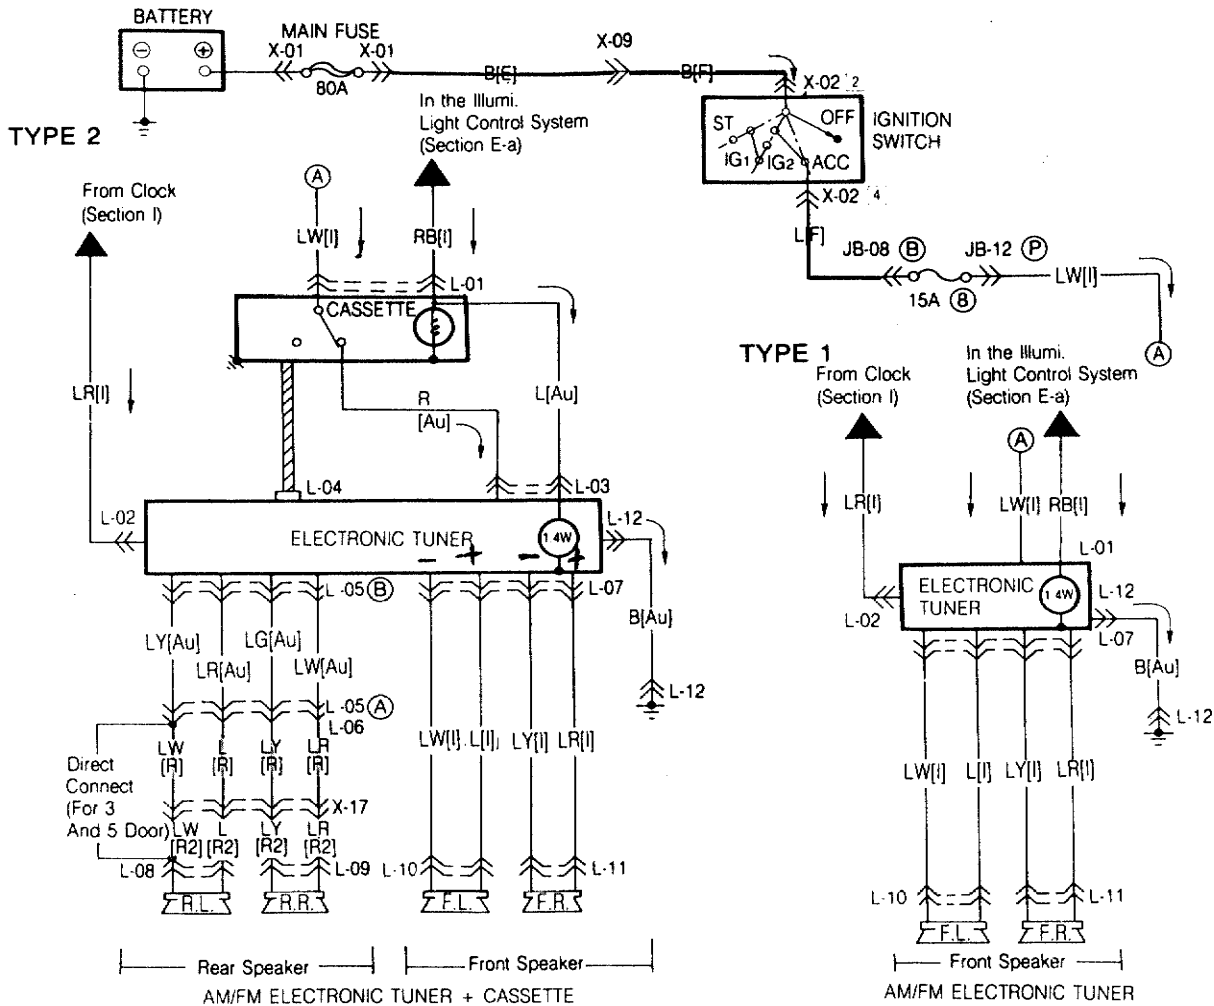 BATTERY
MAIN FUSE
X-01
X-01
X-09
80A
B[E]
B[F]
X-02 2
ST
OFF
IG1
IG2
ACC
IGNITION
SWITCH
X-02 4
L[F]
JB-08 B
JB-12 P
15A 8
LW[I]
A
TYPE 2
From Clock
(Section I)
A
In the Illumi.
Light Control System
(Section E-a)
LW[I]
RB[I]
L-01
CASSETTE
LR[I]
R
[Au]
L[Au]
L-04
L-03
L-02
L-12
ELECTRONIC TUNER
1 4W
− + − +
L-05 B
L-07
B[Au]
LY[Au]
LG[Au]
LR[Au]
LW[Au]
L-05 A
L-06
L-12
LW
[R]
L
[R]
LY
[R]
LR
[R]
LW[I]
L[I]
LY[I]
LR[I]
Direct
Connect
(For 3
And 5 Door)
X-17
LW
[R2]
L
[R2]
LY
[R2]
LR
[R2]
L-08
L-09
L-10
L-11
R.L.
R.R.
F.L.
F.R.
Rear Speaker
Front Speaker
AM/FM ELECTRONIC TUNER + CASSETTE
TYPE 1
From Clock
(Section I)
In the Illumi.
Light Control System
(Section E-a)
A
LR[I]
LW[I]
RB[I]
L-01
ELECTRONIC
TUNER
1 4W
L-02
L-12
L-07
B[Au]
L-12
LW[I]
L[I]
LY[I]
LR[I]
L-10
L-11
F.L.
F.R.
Front Speaker
AM/FM ELECTRONIC TUNER